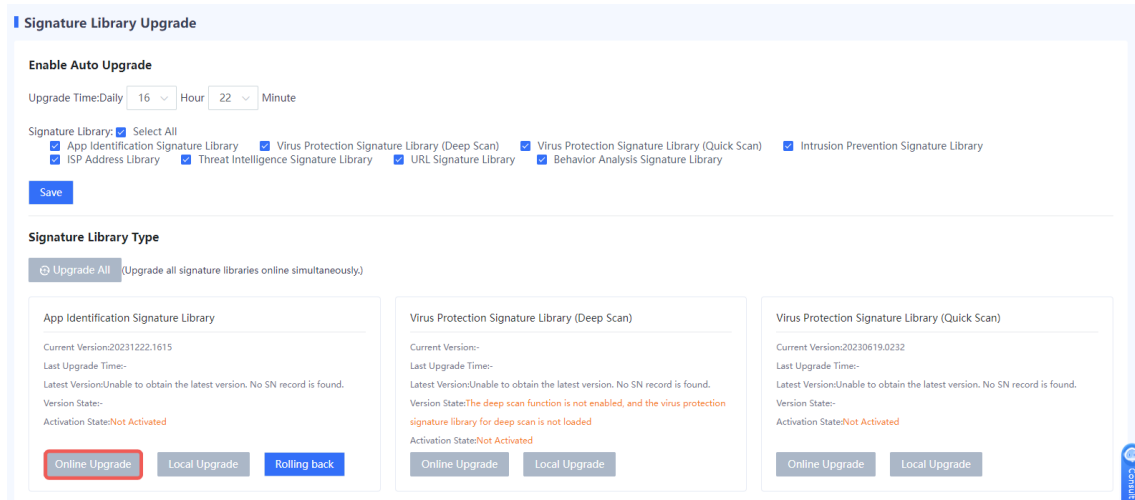 Signature Library Upgrade
Enable Auto Upgrade
Upgrade Time:Daily 16 Hour 22 Minute
Signature Library: Select All
App Identification Signature Library Virus Protection Signature Library (Deep Scan) Virus Protection Signature Library (Quick Scan) Intrusion Prevention Signature Library
ISP Address Library Threat Intelligence Signature Library URL Signature Library Behavior Analysis Signature Library
Save
Signature Library Type
Upgrade All (Upgrade all signature libraries online simultaneously.)
App Identification Signature Library
Current Version:20231222.1615
Last Upgrade Time:-
Latest Version:Unable to obtain the latest version. No SN record is found.
Version State:-
Activation State:Not Activated
Online Upgrade Local Upgrade Rolling back
Virus Protection Signature Library (Deep Scan)
Current Version:-
Last Upgrade Time:-
Latest Version:Unable to obtain the latest version. No SN record is found.
Version State:The deep scan function is not enabled, and the virus protection
signature library for deep scan is not loaded
Activation State:Not Activated
Online Upgrade Local Upgrade
Virus Protection Signature Library (Quick Scan)
Current Version:20230619.0232
Last Upgrade Time:-
Latest Version:Unable to obtain the latest version. No SN record is found.
Version State:-
Activation State:Not Activated
Online Upgrade Local Upgrade